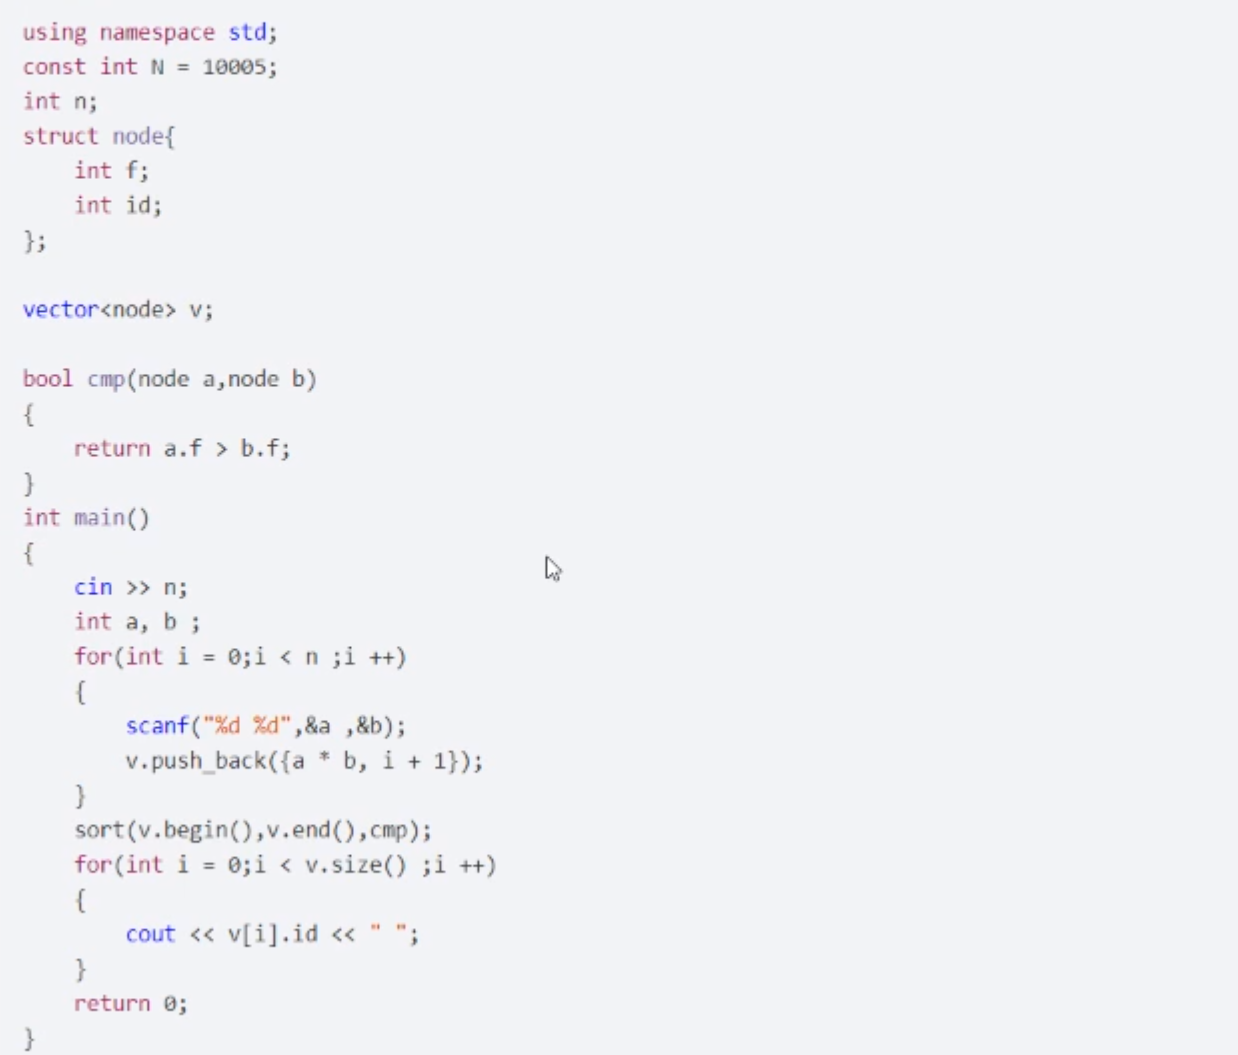 using namespace std;
const int N = 10005;
int n;
struct node{
    int f;
    int id;
};
vector<node> v;
bool cmp(node a,node b)
{
    return a.f > b.f;
}
int main()
{
    cin >> n;
    int a, b ;
    for(int i = 0;i < n ;i ++)
    {
        scanf("%d %d",&a ,&b);
        v.push_back({a * b, i + 1});
    }
    sort(v.begin(),v.end(),cmp);
    for(int i = 0;i < v.size() ;i ++)
    {
        cout << v[i].id << " ";
    }
    return 0;
}